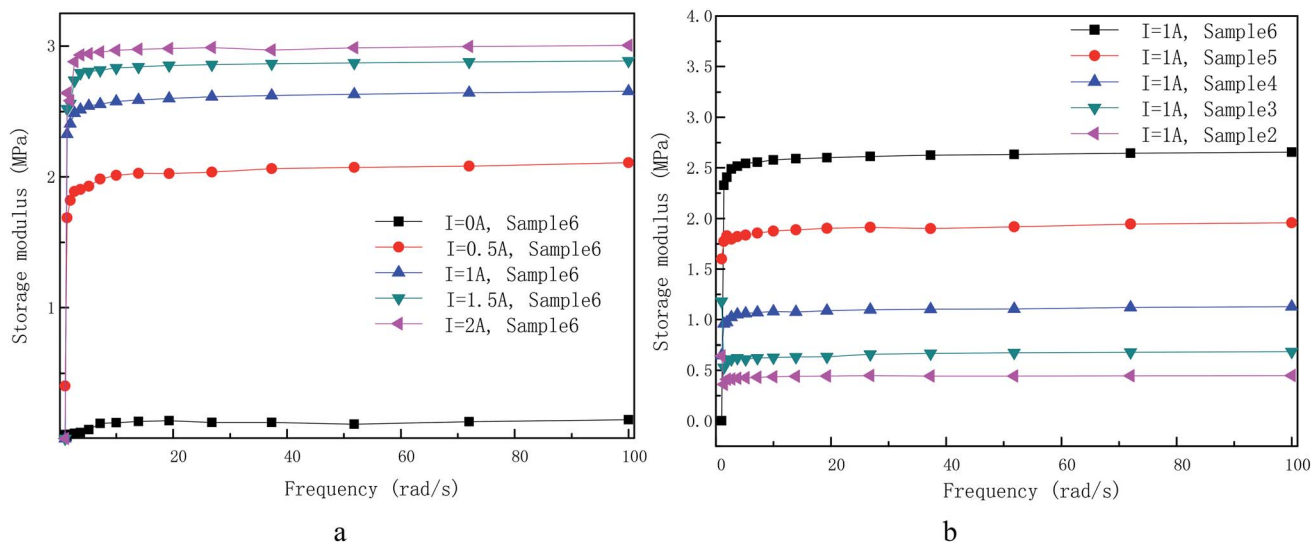 3
2
1
Storage modulus (MPa)
I=0A, Sample6
I=0.5A, Sample6
I=1A, Sample6
I=1.5A, Sample6
I=2A, Sample6
20
40
60
80
100
Frequency (rad/s)
a
4.0
3.5
3.0
2.5
2.0
1.5
1.0
0.5
0.0
Storage modulus (MPa)
I=1A, Sample6
I=1A, Sample5
I=1A, Sample4
I=1A, Sample3
I=1A, Sample2
0
20
40
60
80
100
Frequency (rad/s)
b